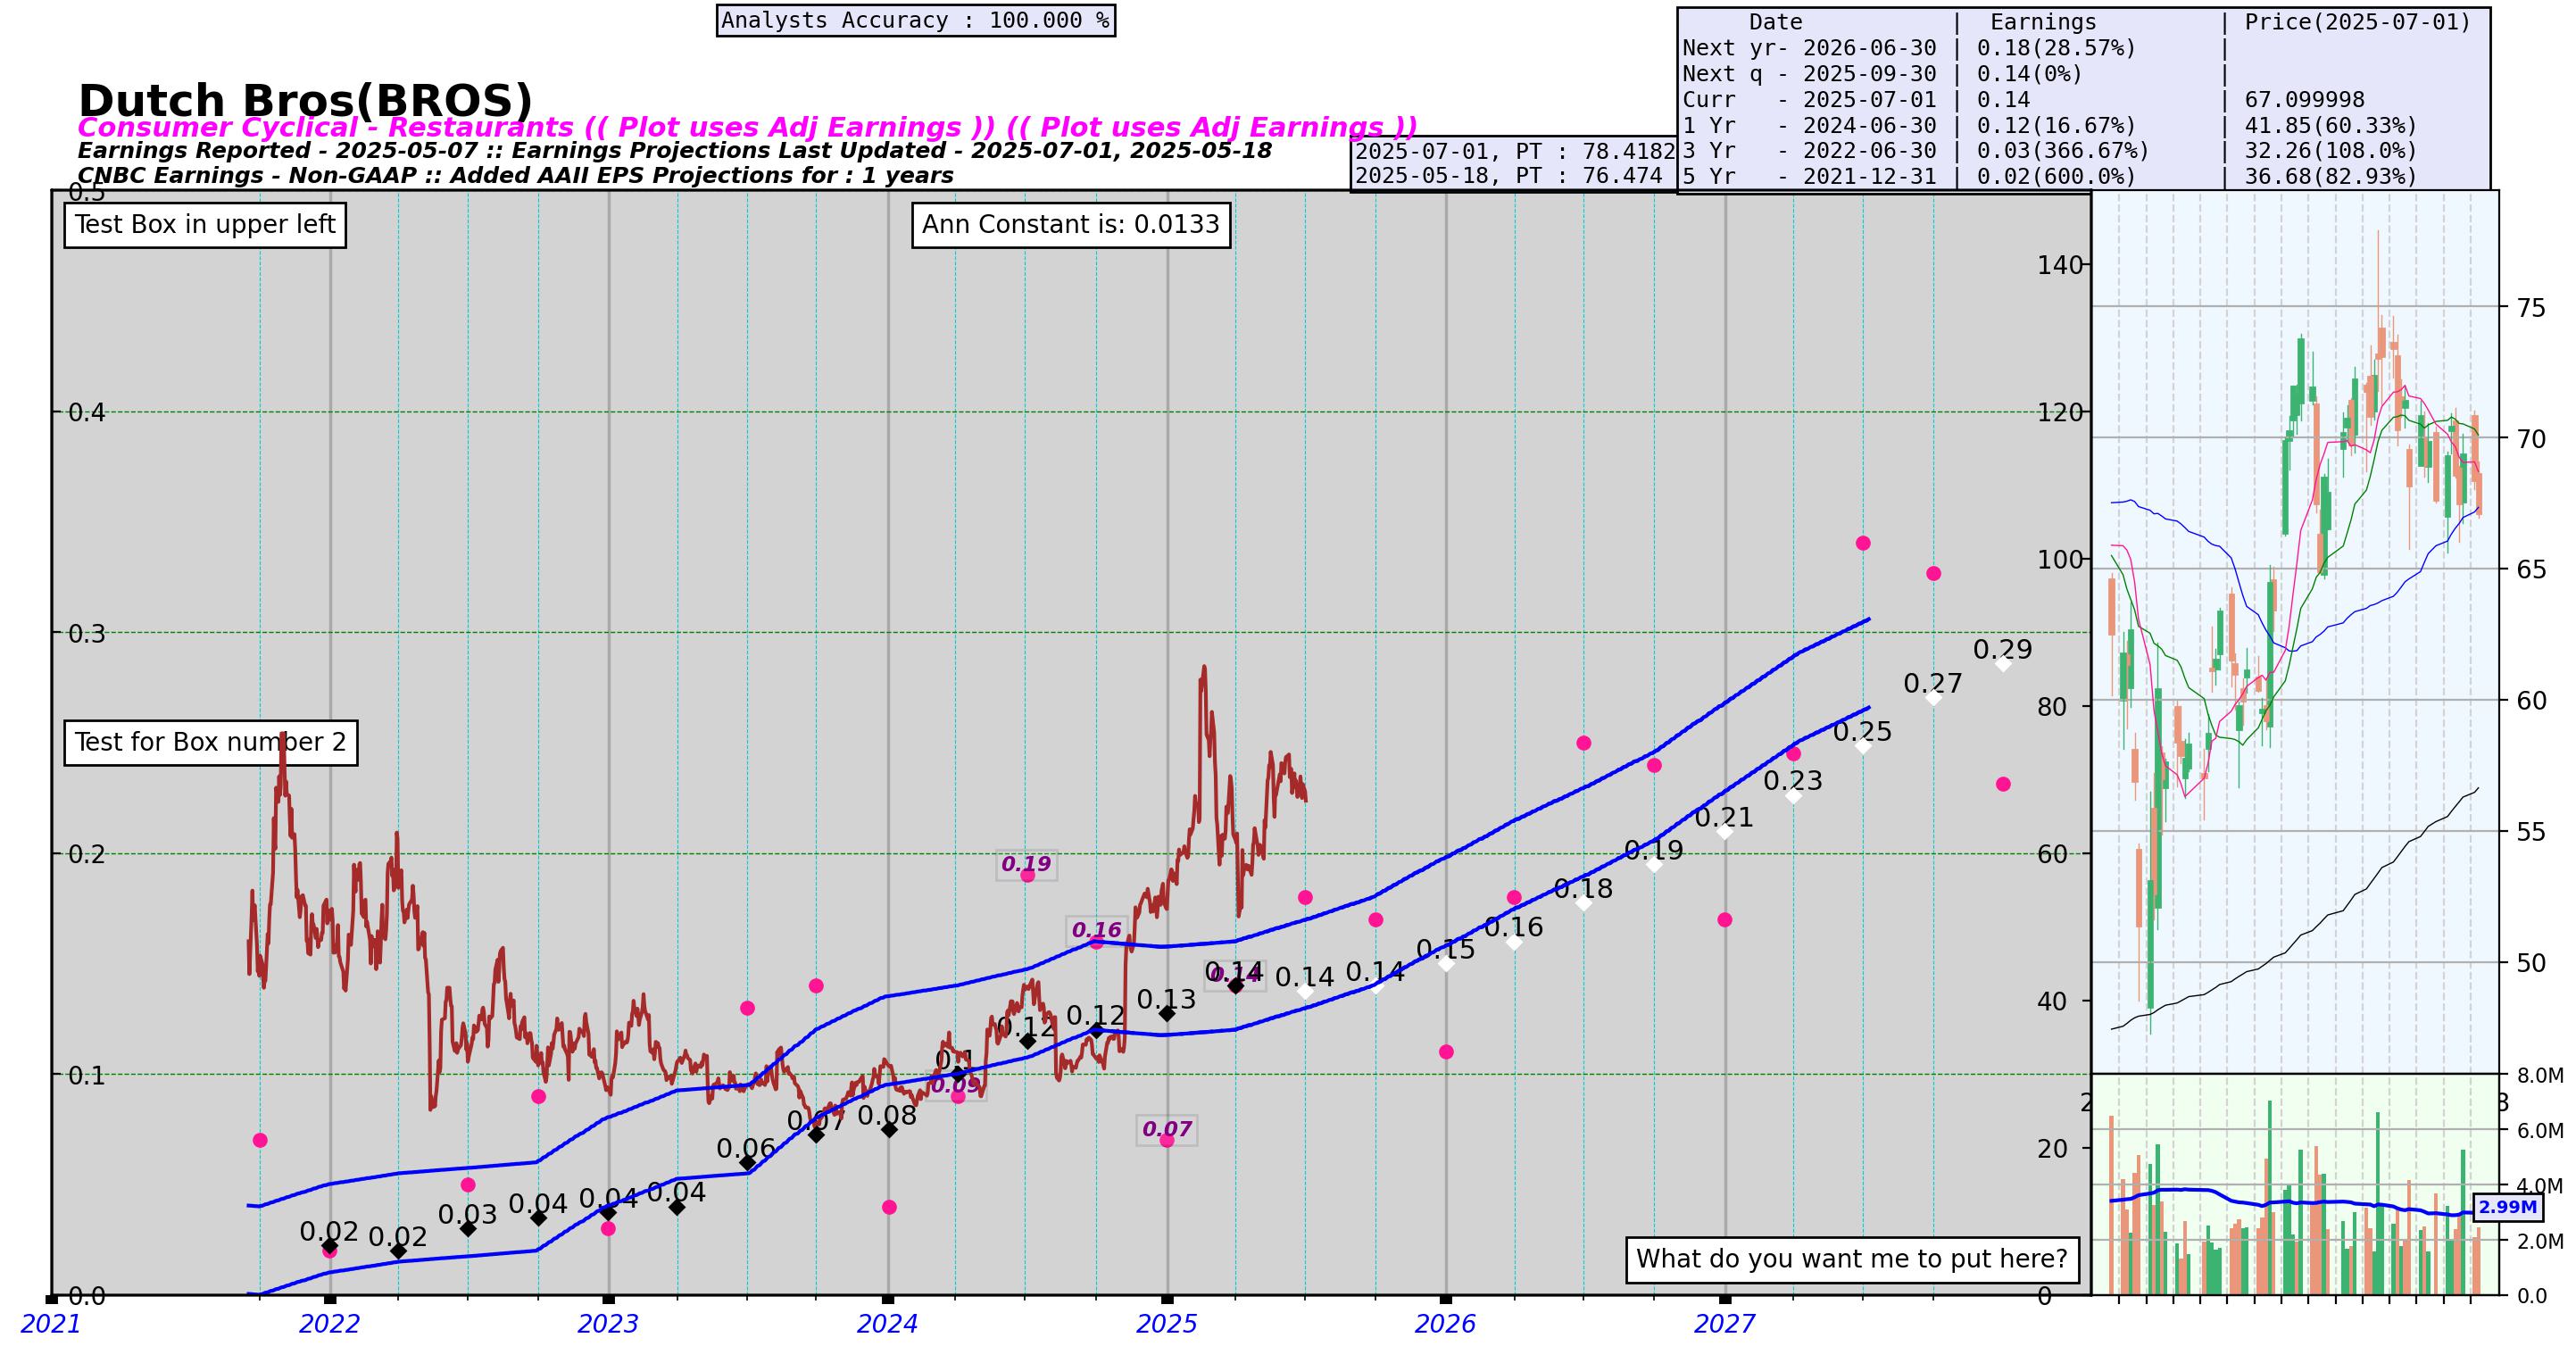 Analysts Accuracy : 100.000 %
Date | Earnings | Price(2025-07-01)
Next yr- 2026-06-30 | 0.18(28.57%) |
Next q - 2025-09-30 | 0.14(0%) |
Curr - 2025-07-01 | 0.14 | 67.099998
1 Yr - 2024-06-30 | 0.12(16.67%) | 41.85(60.33%)
3 Yr - 2022-06-30 | 0.03(366.67%) | 32.26(108.0%)
5 Yr - 2021-12-31 | 0.02(600.0%) | 36.68(82.93%)
Dutch Bros(BROS)
Consumer Cyclical - Restaurants (( Plot uses Adj Earnings )) (( Plot uses Adj Earnings ))
Earnings Reported - 2025-05-07 :: Earnings Projections Last Updated - 2025-07-01, 2025-05-18
CNBC Earnings - Non-GAAP :: Added AAII EPS Projections for : 1 years
2025-07-01, PT : 78.4182
2025-05-18, PT : 76.474
0.5
Test Box in upper left
Ann Constant is: 0.0133
140
75
0.4
120
70
0.3
100
65
0.29
0.27
0.25
80
60
Test for Box number 2
0.23
0.21
0.2
0.19
60
55
0.19
0.18
0.16
0.16
0.15
0.14
0.14
0.14
0.14
50
0.13
0.12
0.12
40
0.1
0.1
0.09
8.0M
2
3
0.07
0.08
0.07
6.0M
0.06
20
0.04
0.04
0.04
0.03
4.0M
2.99M
0.02
0.02
2.0M
What do you want me to put here?
0.0
0
0.0
2021
2022
2023
2024
2025
2026
2027